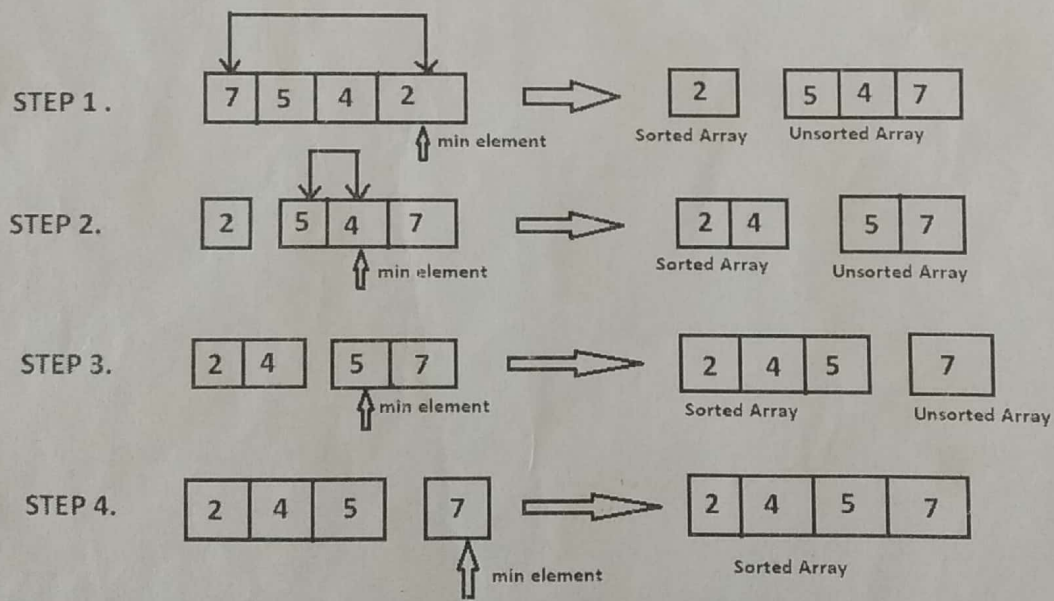 STEP 1 . 7 5 4 2 2 5 4 7
min element Sorted Array Unsorted Array
STEP 2. 2 5 4 7 2 4 5 7
min element Sorted Array Unsorted Array
STEP 3. 2 4 5 7 2 4 5 7
min element Sorted Array Unsorted Array
STEP 4. 2 4 5 7 2 4 5 7
min element Sorted Array